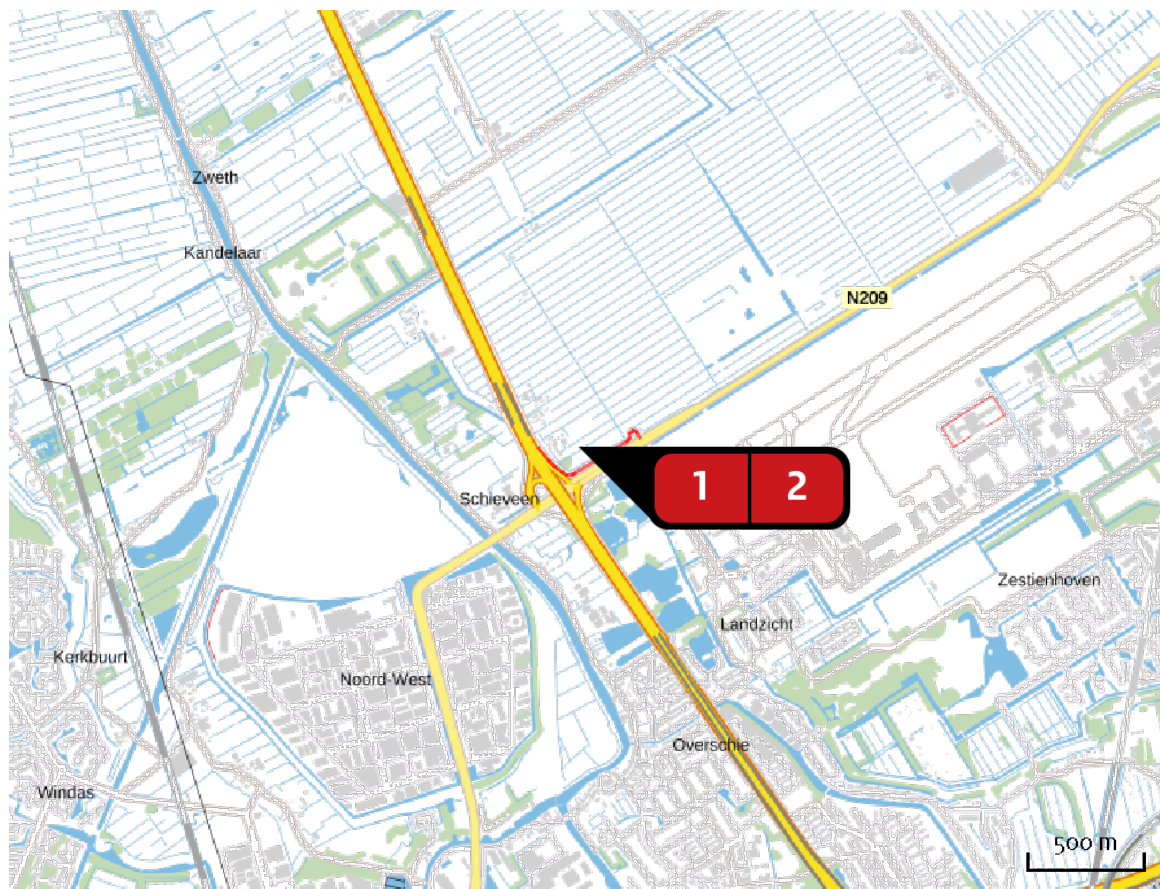 Zweth
Kandelaar
N209
1 2
Schieveen
Zestienhoven
Landzicht
Kerkbuurt
Noord-West
Overschie
Windas
500 m